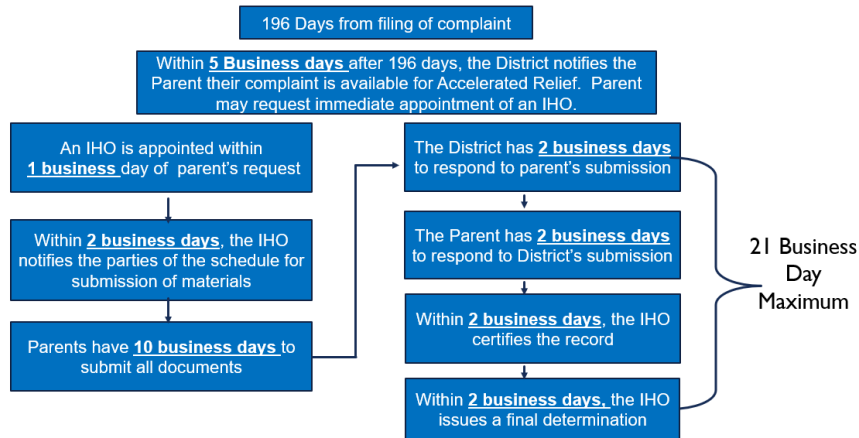 196 Days from filing of complaint
Within 5 Business days after 196 days, the District notifies the
Parent their complaint is available for Accelerated Relief. Parent
may request immediate appointment of an IHO.
An IHO is appointed within
1 business day of parent's request
Within 2 business days, the IHO
notifies the parties of the schedule for
submission of materials
Parents have 10 business days to
submit all documents
The District has 2 business days
to respond to parent's submission
The Parent has 2 business days
to respond to District's submission
Within 2 business days, the IHO
certifies the record
Within 2 business days, the IHO
issues a final determination
21 Business
Day
Maximum